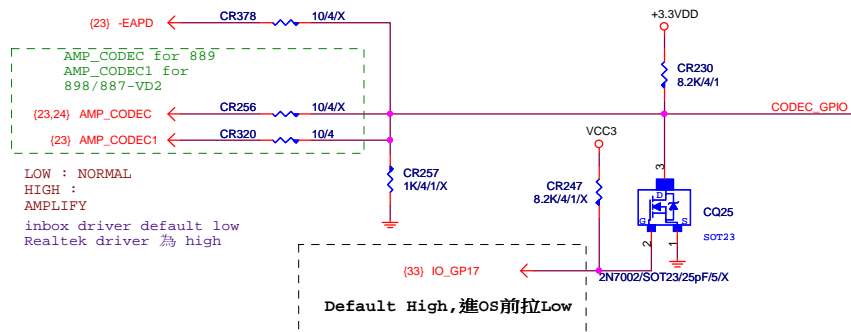 {23} -EAPD
CR378
10/4/X
+3.3VDD
AMP_CODEC for 889
AMP_CODEC1 for
898/887-VD2
CR230
8.2K/4/1
{23,24} AMP_CODEC
CR256
10/4/X
CODEC_GPIO
{23} AMP_CODEC1
CR320
10/4
VCC3
LOW : NORMAL
HIGH :
AMPLIFY
CR257
1K/4/1/X
CR247
8.2K/4/1/X
3
D
G
S
CQ25
SOT23
2
1
inbox driver default low
Realtek driver 為 high
{33} IO_GP17
2N7002/SOT23/25pF/5/X
Default High,進OS前拉Low